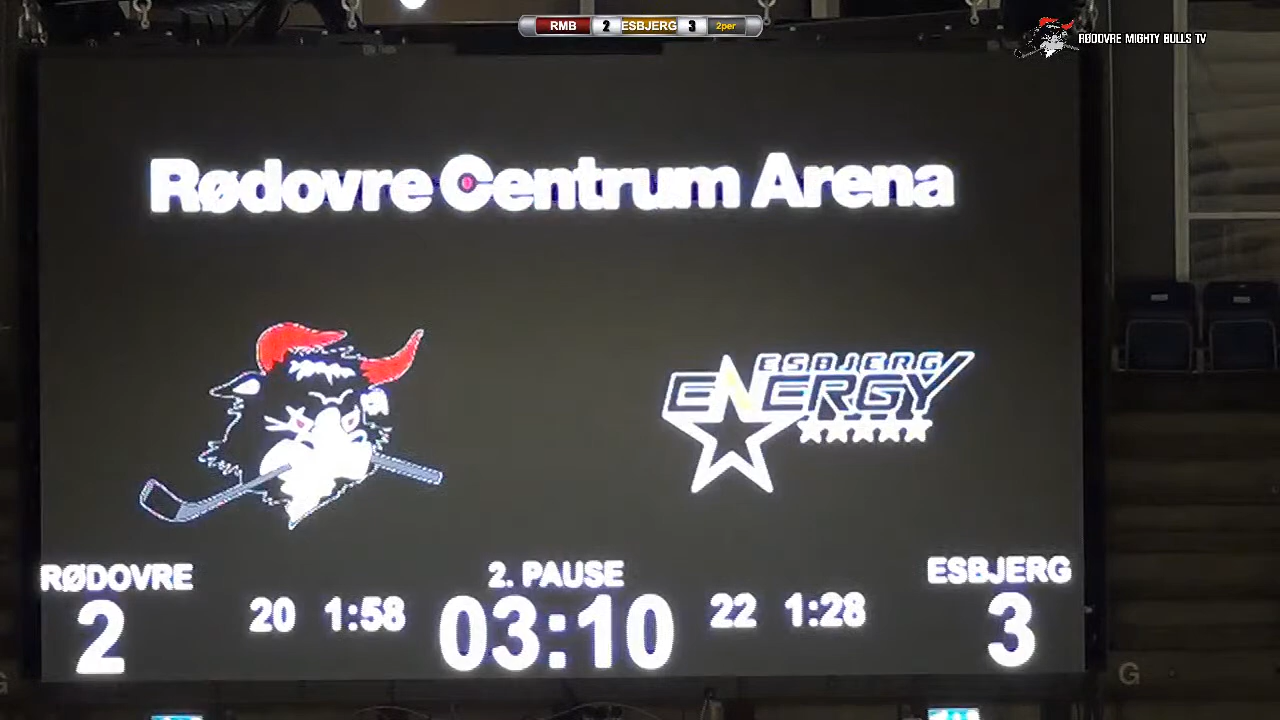 RMB 2 ESBJERG 3 2per
RØDOVRE MIGHTY BULLS TV
Rødovre Centrum Arena
ESBJERG
ENERGY
RØDOVRE 2. PAUSE ESBJERG
2 20 1:58 03:10 22 1:28 3
G